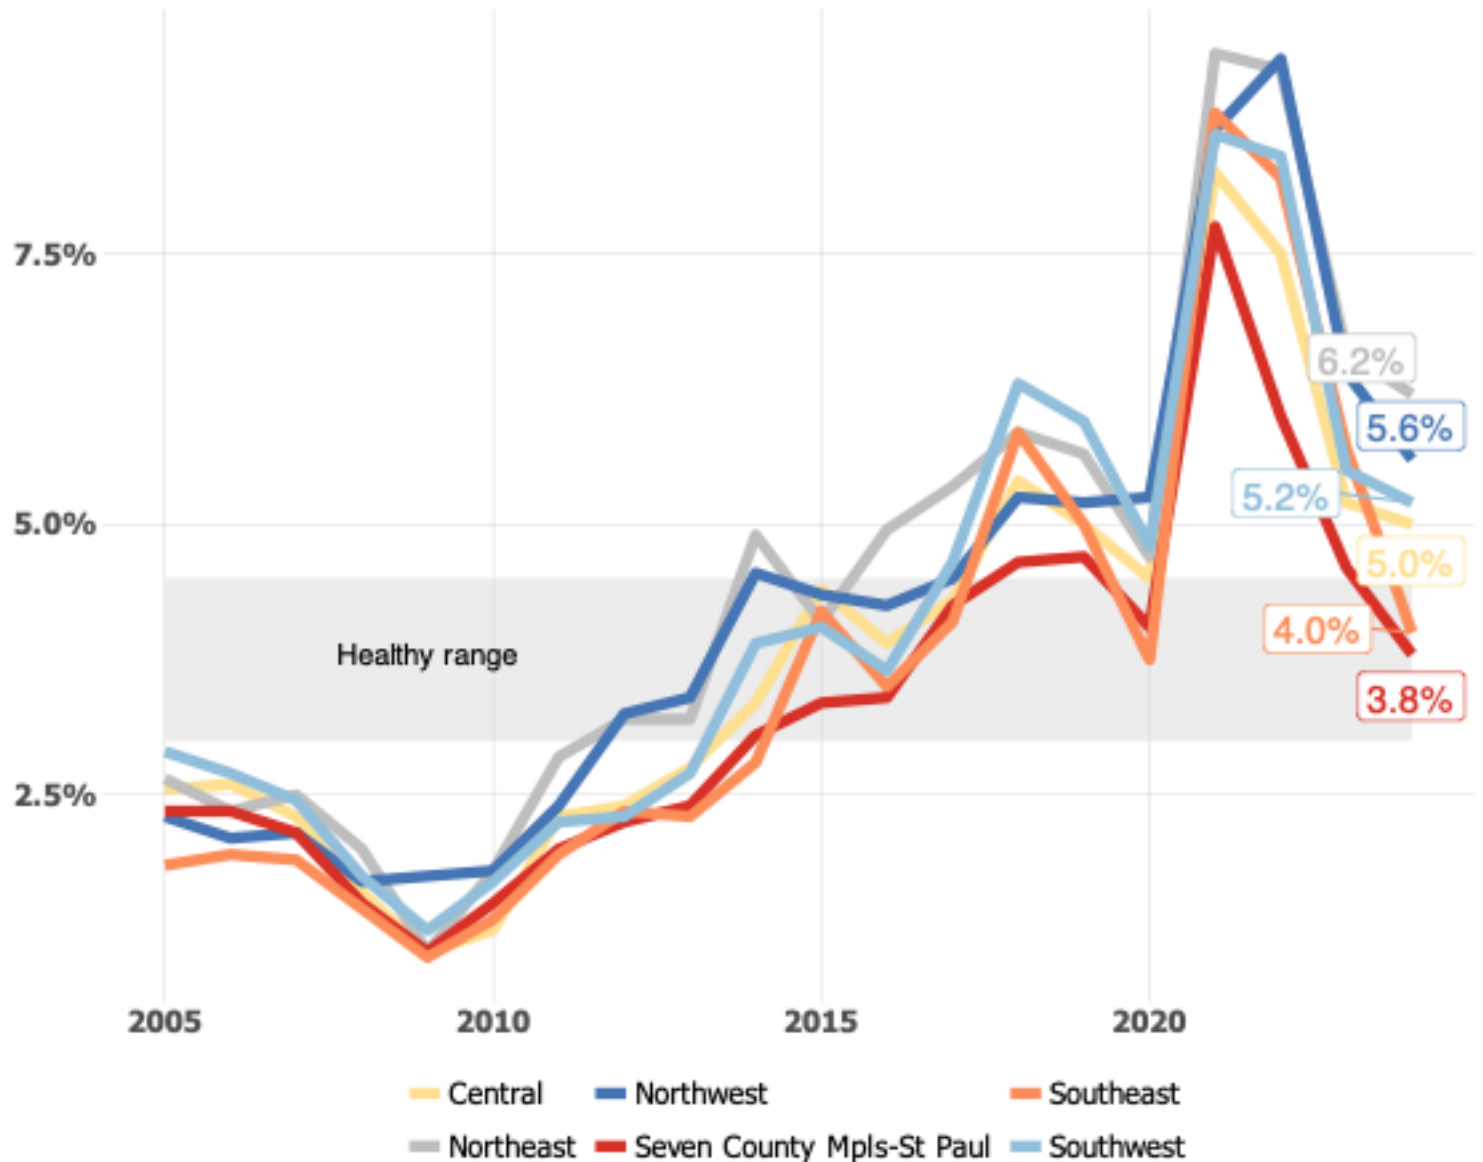 7.5%
6.2%
5.6%
5.2%
5.0%
5.0%
4.0%
Healthy range
3.8%
2.5%
2005 2010 2015 2020
Central Northwest Southeast
Northeast Seven County Mpls-St Paul Southwest